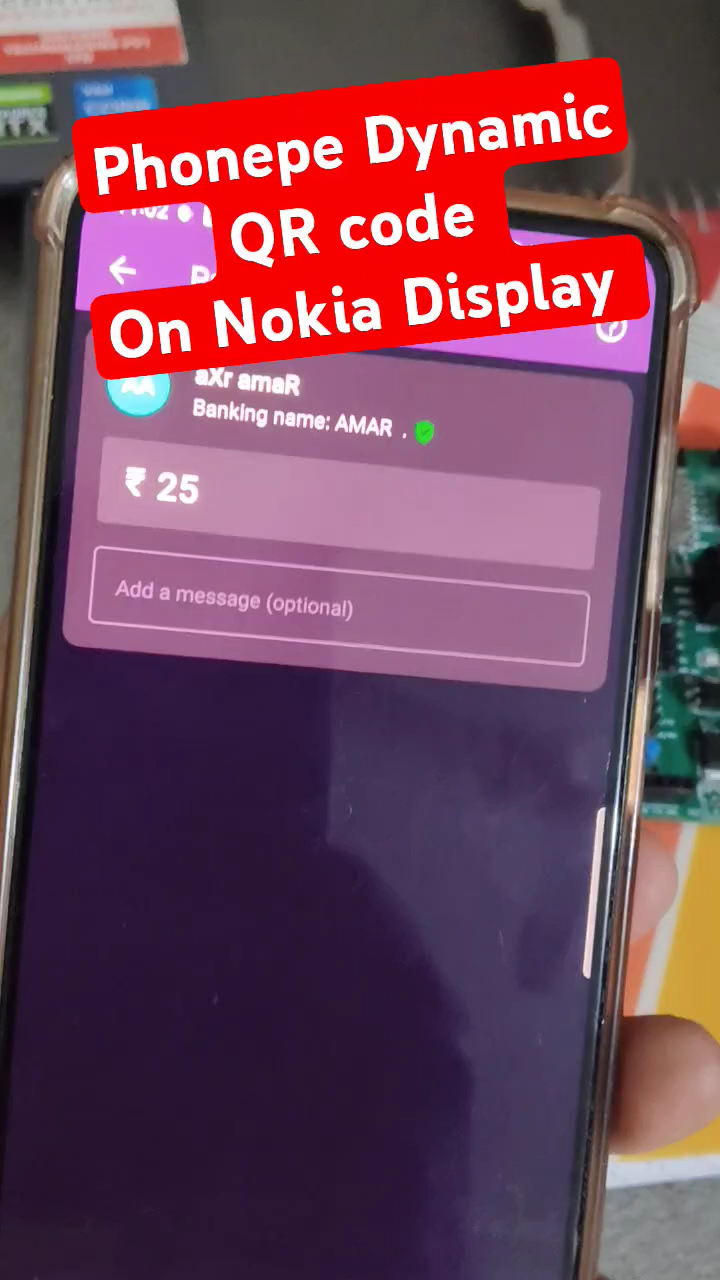 Phonepe Dynamic
QR code
On Nokia Display
aXr amaR
Banking name: AMAR .
₹ 25
Add a message (optional)